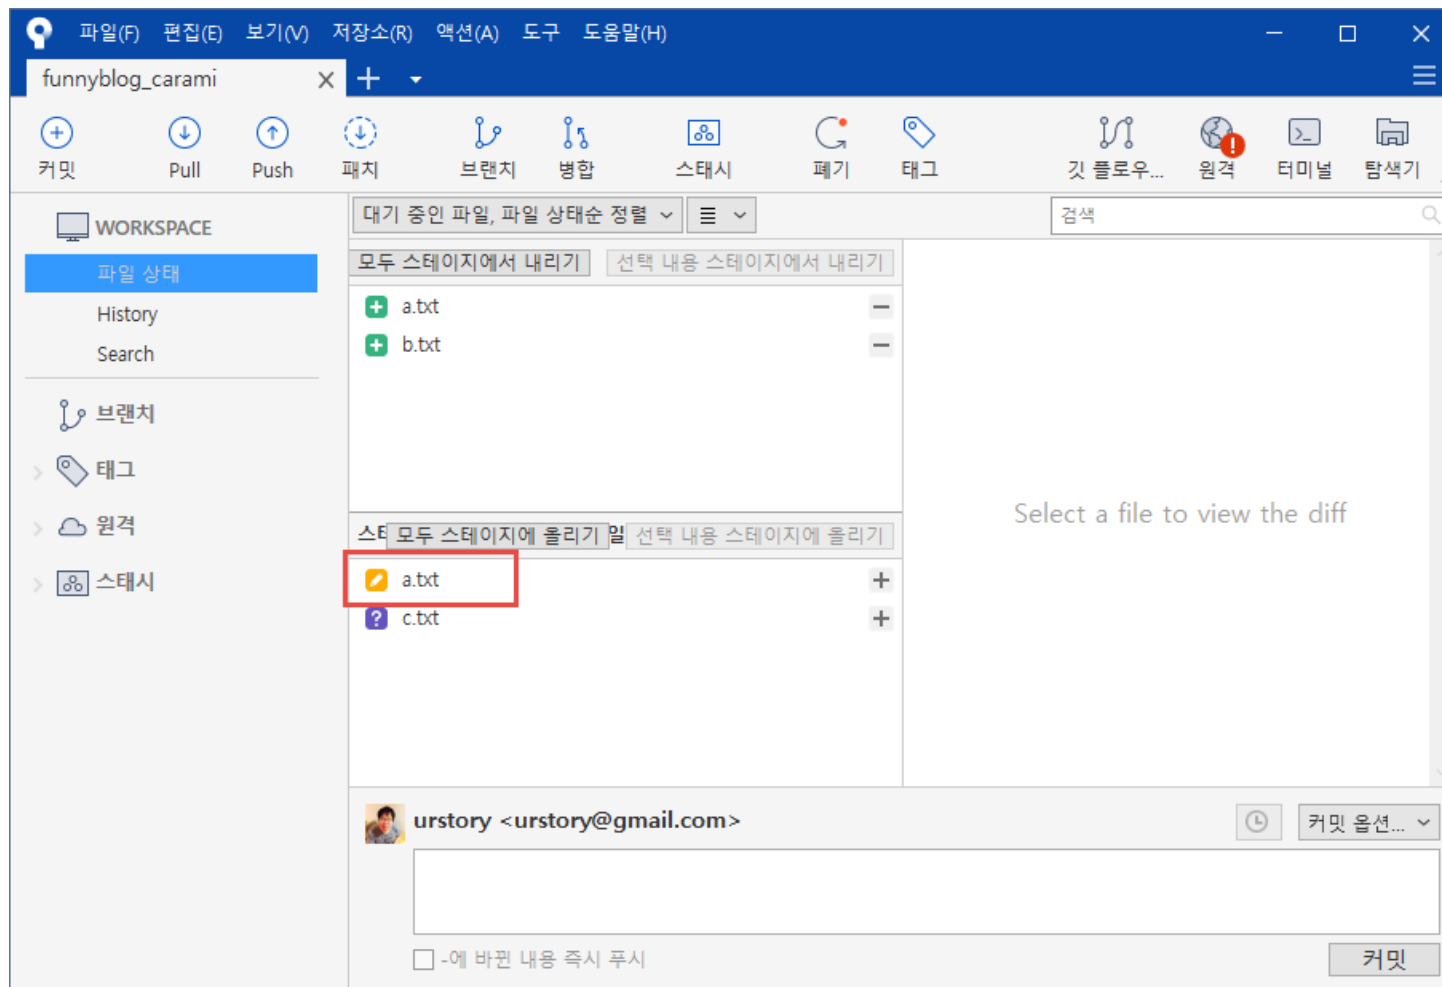 파일(F) 편집(E) 보기(V) 저장소(R) 액션(A) 도구 도움말(H)
funnyblog_carami
커밋 Pull Push 패치 브랜치 병합 스태시 폐기 태그 깃 플로우... 원격 터미널 탐색기
WORKSPACE
파일 상태
History
Search
브랜치
태그
원격
스태시
대기 중인 파일, 파일 상태순 정렬
검색
모두 스테이지에서 내리기 선택 내용 스테이지에서 내리기
a.txt
b.txt
모두 스테이지에 올리기 일 선택 내용 스테이지에 올리기
a.txt
c.txt
Select a file to view the diff
urstory <urstory@gmail.com>
커밋 옵션...
-에 바뀐 내용 즉시 푸시
커밋